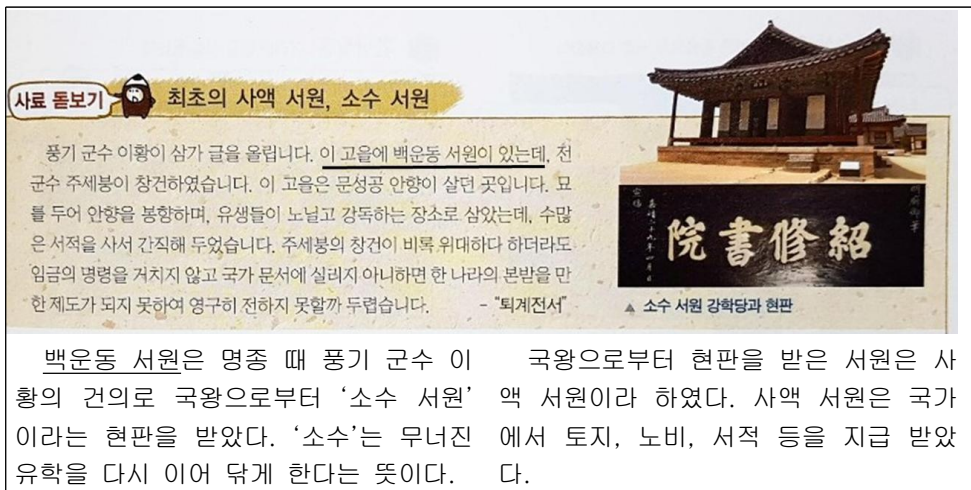 사료 돋보기
최초의 사액 서원, 소수 서원
풍기 군수 이황이 삼가 글을 올립니다. 이 고을에 백운동 서원이 있는데, 전
군수 주세붕이 창건하였습니다. 이 고을은 문성공 안향이 살던 곳입니다. 묘
를 두어 안향을 봉향하며, 유생들이 노닐고 강독하는 장소로 삼았는데, 수많
은 서적을 사서 간직해 두었습니다. 주세붕의 창건이 비록 위대하다 하더라도
임금의 명령을 거치지 않고 국가 문서에 실리지 아니하면 한 나라의 본받을 만
한 제도가 되지 못하여 영구히 전하지 못할까 두렵습니다. - "퇴계전서"
院書修紹
▲ 소수 서원 강학당과 현판
백운동 서원은 명종 때 풍기 군수 이
황의 건의로 국왕으로부터 ‘소수 서원’
이라는 현판을 받았다. ‘소수’는 무너진
유학을 다시 이어 닦게 한다는 뜻이다.
국왕으로부터 현판을 받은 서원은 사
액 서원이라 하였다. 사액 서원은 국가
에서 토지, 노비, 서적 등을 지급 받았
다.